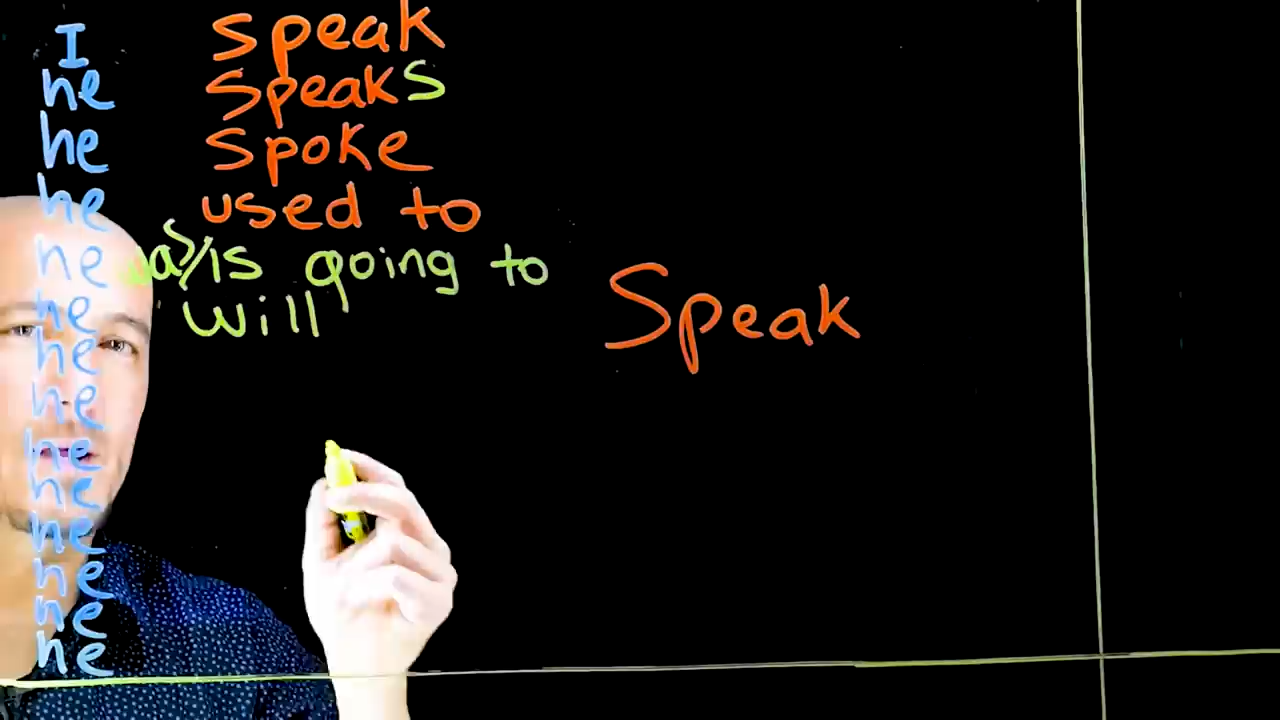 I speak
he speaks
he spoke
he used to
he was/is going to Speak
he will
he
he
he
he
he
he
he
he